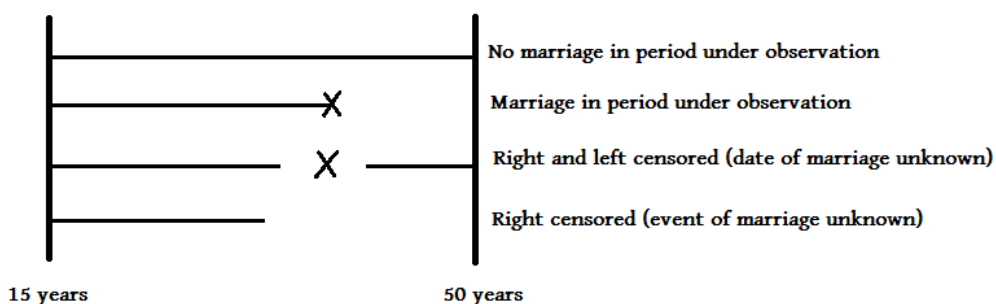 No marriage in period under observation
Marriage in period under observation
Right and left censored (date of marriage unknown)
Right censored (event of marriage unknown)
15 years
50 years